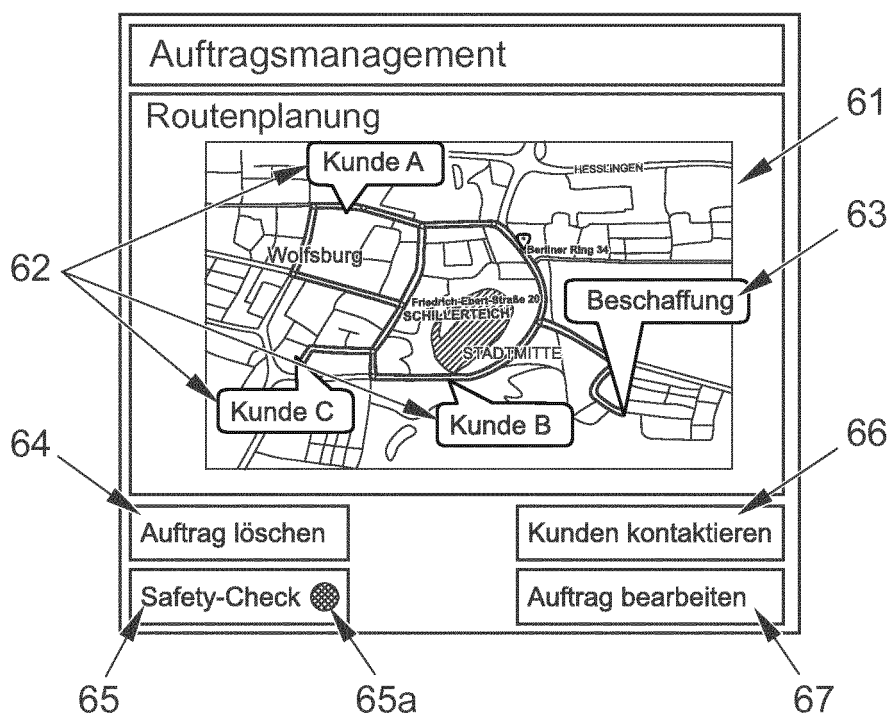 Auftragsmanagement
Routenplanung
61
Kunde A
HESSLINGEN
63
62
Wolfsburg
Berliner Ring 34
Friedrich-Ebert-Straße 20
SCHILLERTEICH
Beschaffung
STADTMITTE
Kunde C
Kunde B
64
66
Auftrag löschen
Kunden kontaktieren
Safety-Check
Auftrag bearbeiten
65
65a
67